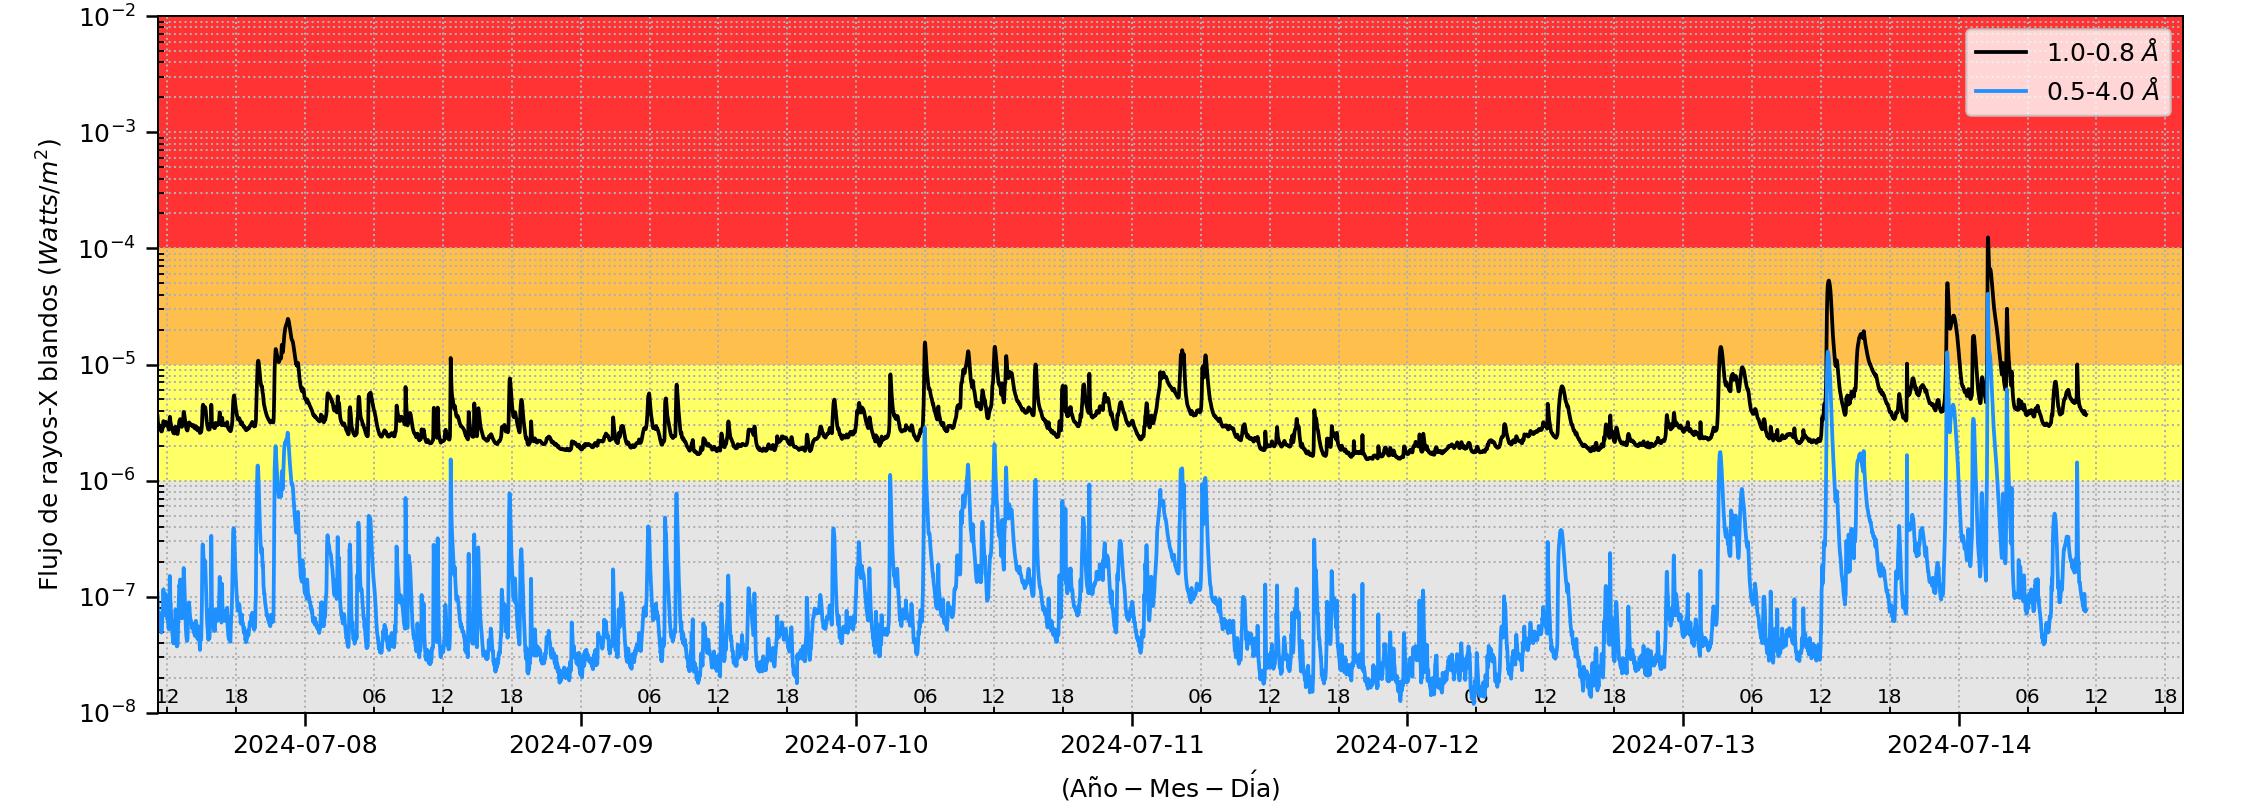 10⁻²
10⁻³
10⁻⁴
10⁻⁵
10⁻⁶
10⁻⁷
10⁻⁸
Flujo de rayos-X blandos (Watts/m²)
1.0-0.8 Å
0.5-4.0 Å
12 18 06 12 18 06 12 18 06 12 18 06 12 18 06 12 18 06 12 18 06 12 18
2024-07-08 2024-07-09 2024-07-10 2024-07-11 2024-07-12 2024-07-13 2024-07-14
(Año − Mes − Día)